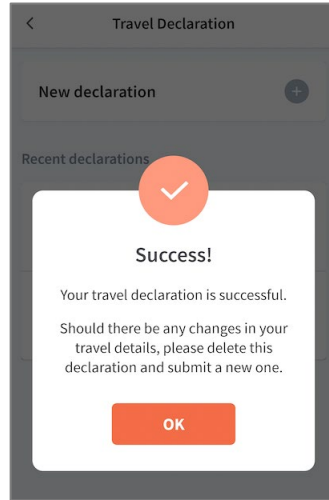 Travel Declaration
New declaration
Recent declarations
Success!
Your travel declaration is successful.
Should there be any changes in your
travel details, please delete this
declaration and submit a new one.
OK